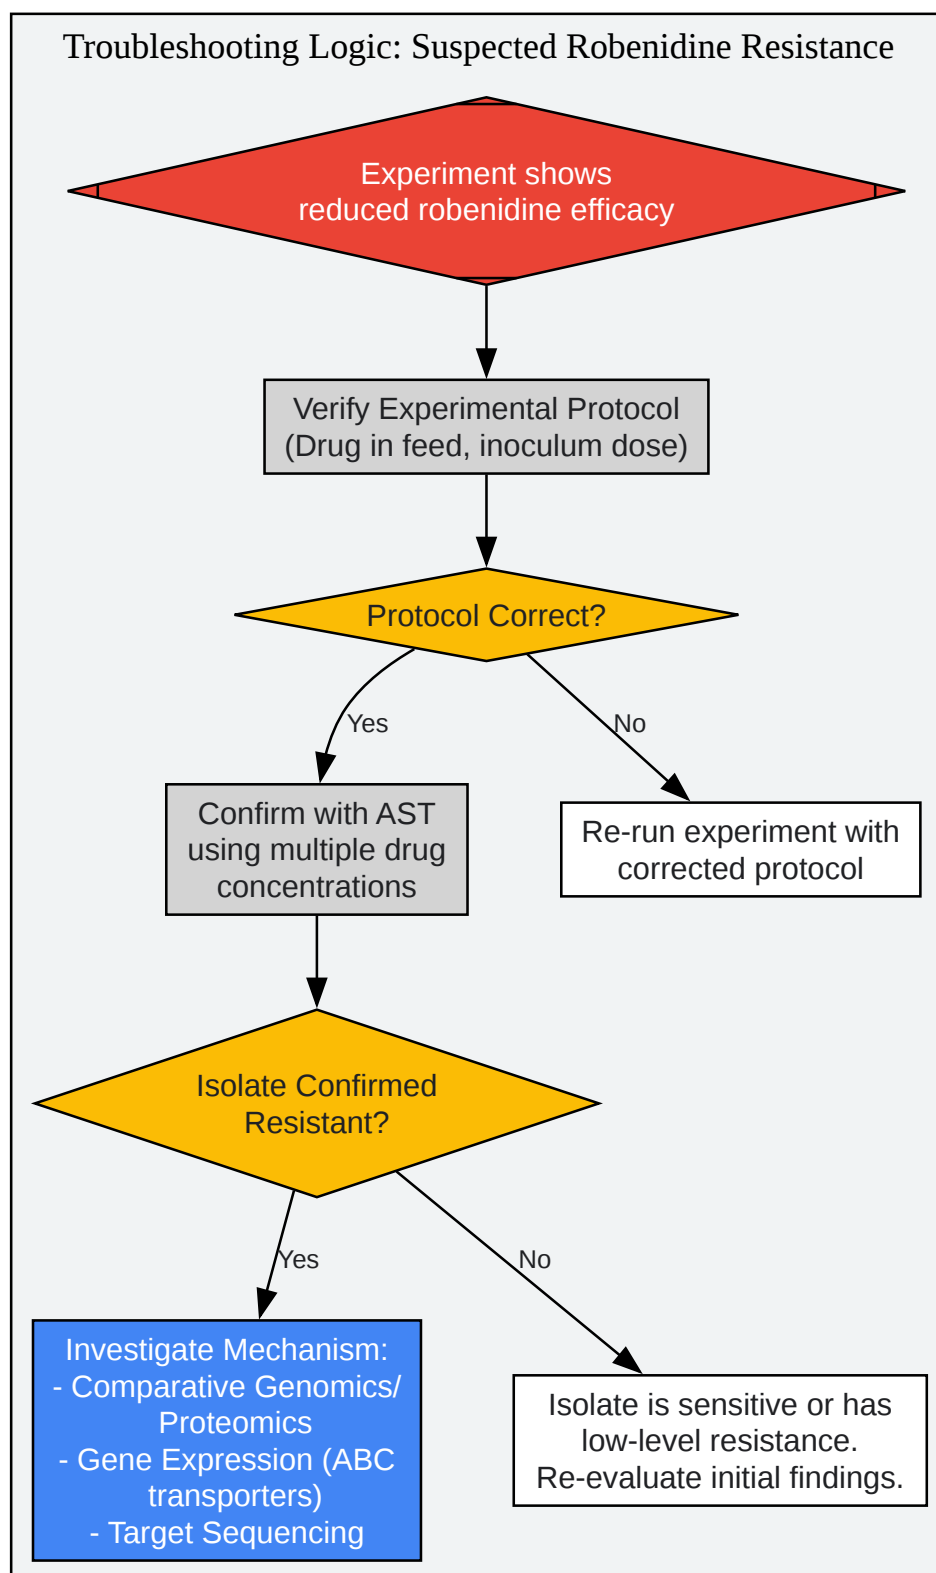 Troubleshooting Logic: Suspected Robenidine Resistance
Experiment shows
reduced robenidine efficacy
Verify Experimental Protocol
(Drug in feed, inoculum dose)
Protocol Correct?
Yes
No
Confirm with AST
using multiple drug
concentrations
Re-run experiment with
corrected protocol
Isolate Confirmed
Resistant?
Yes
No
Investigate Mechanism:
- Comparative Genomics/
Proteomics
- Gene Expression (ABC
transporters)
- Target Sequencing
Isolate is sensitive or has
low-level resistance.
Re-evaluate initial findings.